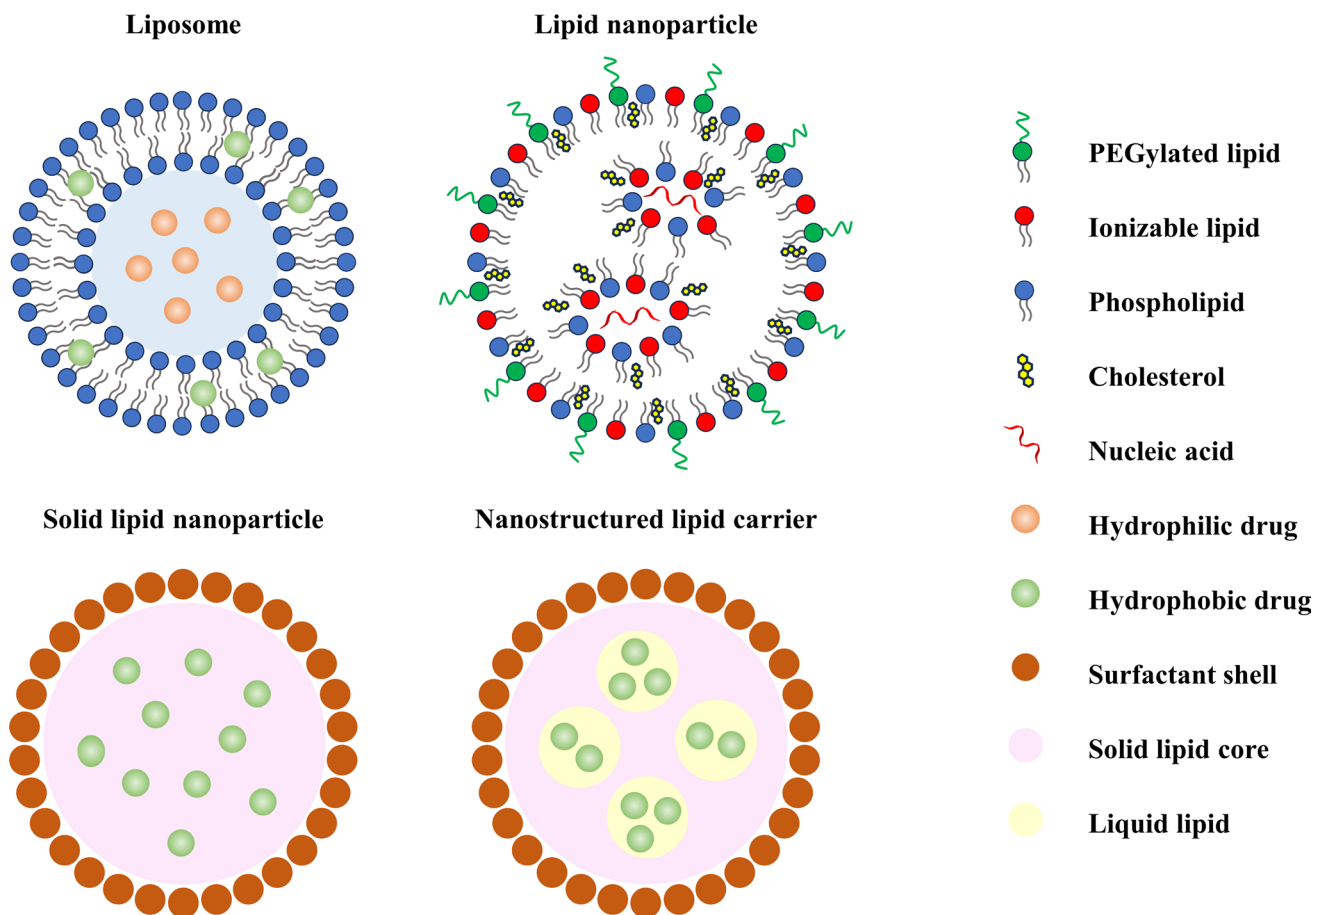 Liposome
Lipid nanoparticle
PEGylated lipid
Ionizable lipid
Phospholipid
Cholesterol
Nucleic acid
Solid lipid nanoparticle
Nanostructured lipid carrier
Hydrophilic drug
Hydrophobic drug
Surfactant shell
Solid lipid core
Liquid lipid